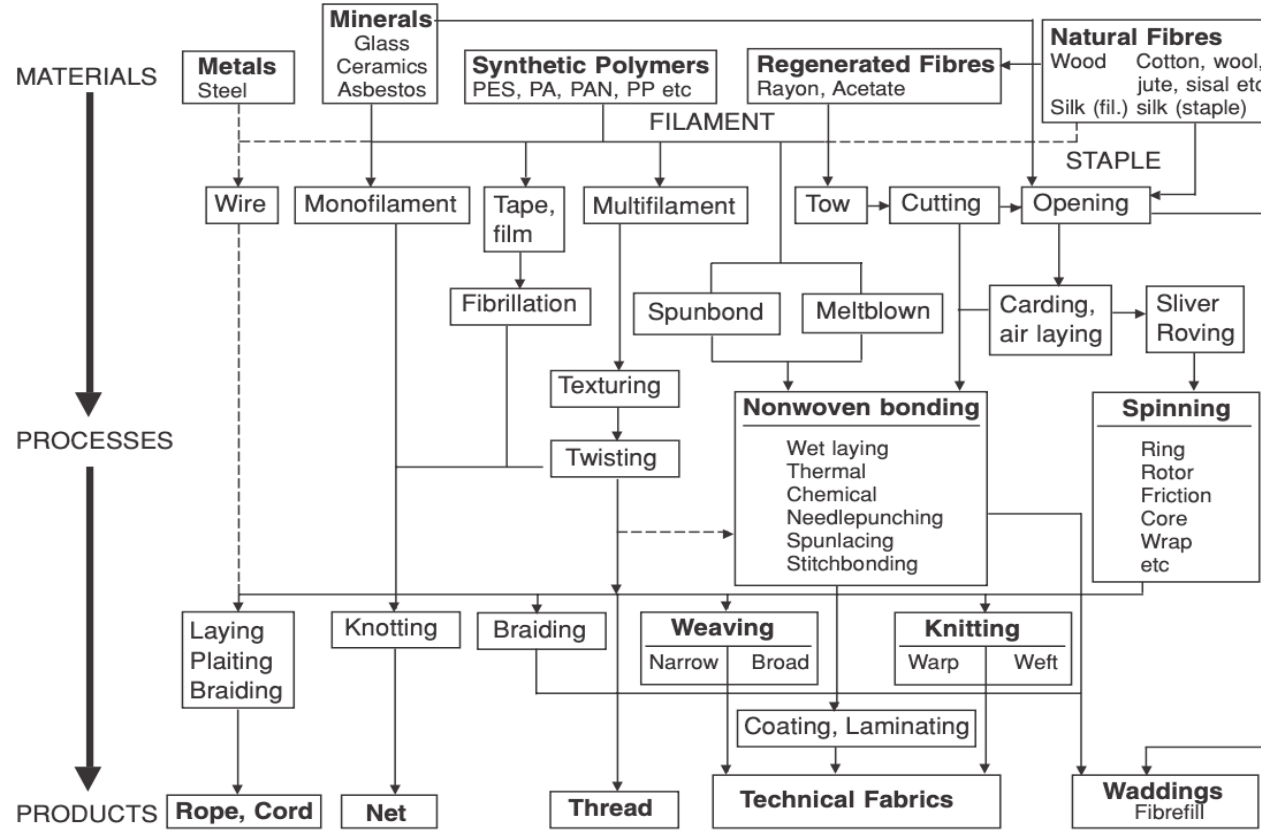 MATERIALS
Metals
Steel
Minerals
Glass
Ceramics
Asbestos
Synthetic Polymers
PES, PA, PAN, PP etc
Regenerated Fibres
Rayon, Acetate
Natural Fibres
Wood Cotton, wool,
jute, sisal etc
Silk (fil.) silk (staple)
FILAMENT
STAPLE
Wire
Monofilament
Tape,
film
Multifilament
Tow
Cutting
Opening
Fibrillation
Spunbond
Meltblown
Carding,
air laying
Sliver
Roving
Texturing
PROCESSES
Twisting
Nonwoven bonding
Wet laying
Thermal
Chemical
Needlepunching
Spunlacing
Stitchbonding
Spinning
Ring
Rotor
Friction
Core
Wrap
etc
Laying
Plaiting
Braiding
Knotting
Braiding
Weaving
Narrow Broad
Knitting
Warp Weft
Coating, Laminating
PRODUCTS
Rope, Cord
Net
Thread
Technical Fabrics
Waddings
Fibrefill